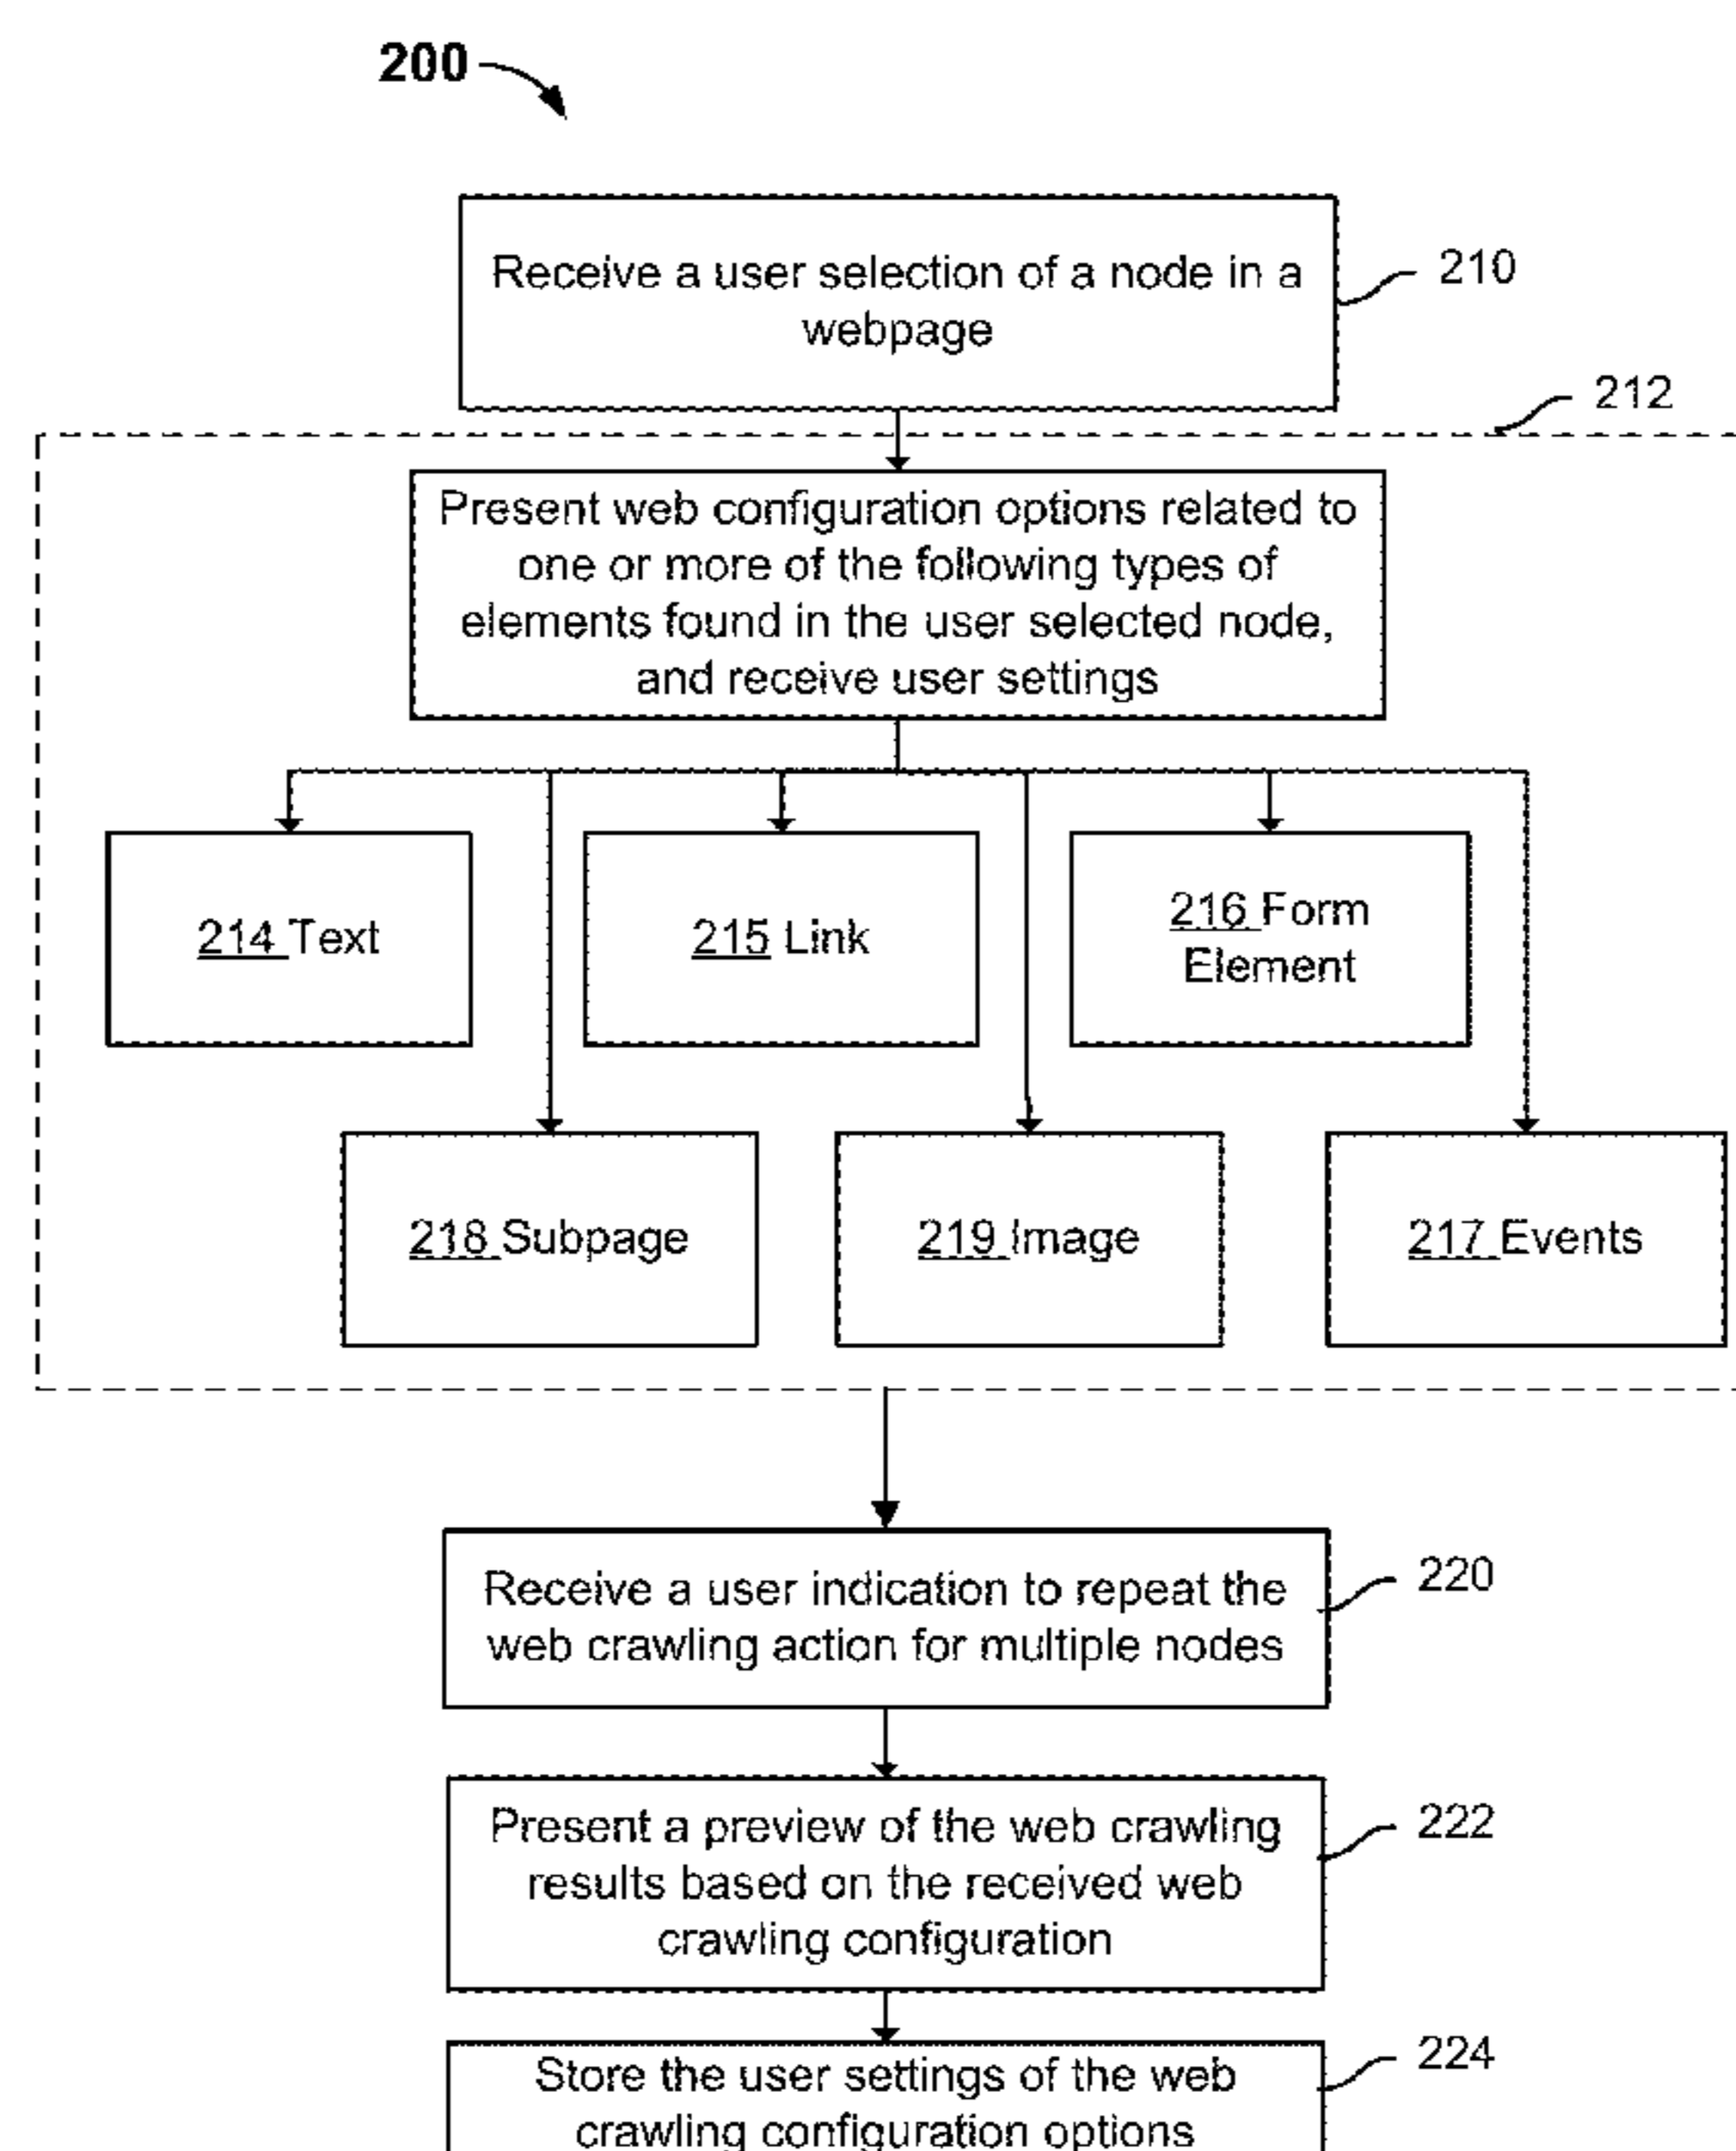 200
Receive a user selection of a node in a
webpage
210
212
Present web configuration options related to
one or more of the following types of
elements found in the user selected node,
and receive user settings
214 Text
215 Link
216 Form
Element
218 Subpage
219 Image
217 Events
Receive a user indication to repeat the
web crawling action for multiple nodes
220
Present a preview of the web crawling
results based on the received web
crawling configuration
222
Store the user settings of the web
crawling configuration options
224